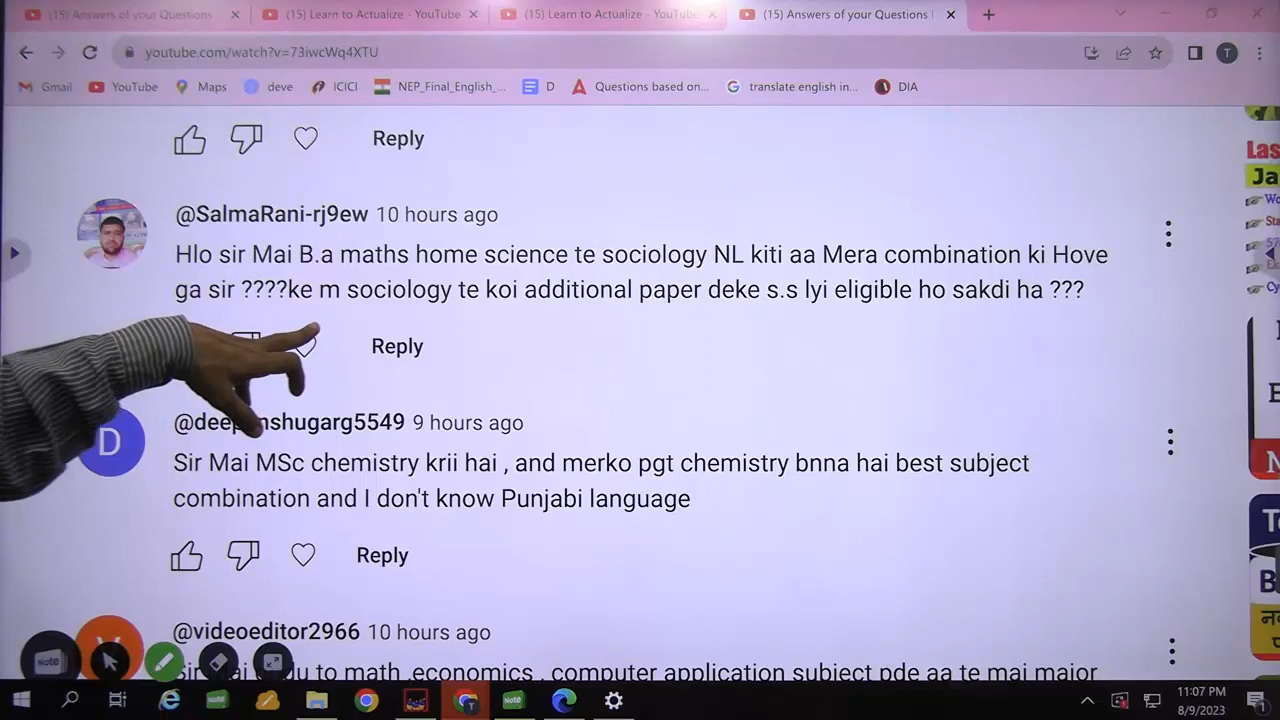 (15) Answers of your Questions
(15) Learn to Actualize - YouTube
(15) Learn to Actualize - YouTube
(15) Answers of your Questions
youtube.com/watch?v=73iwcWq4XTU
T
Gmail
YouTube
Maps
deve
ICICI
NEP_Final_English_...
D
Questions based on...
translate english in...
DIA
Reply
Las
Ja
@SalmaRani-rj9ew 10 hours ago
Hlo sir Mai B.a maths home science te sociology NL kiti aa Mera combination ki Hove
ga sir ????ke m sociology te koi additional paper deke s.s lyi eligible ho sakdi ha ???
Reply
D
9 hours ago
Sir Mai MSc chemistry krii hai , and merko pgt chemistry bnna hai best subject
combination and I don't know Punjabi language
Reply
@videoeditor2966 10 hours ago
to math ,economics , computer application subject pde aa te mai major
Note
Note
Note
11:07 PM
8/9/2023